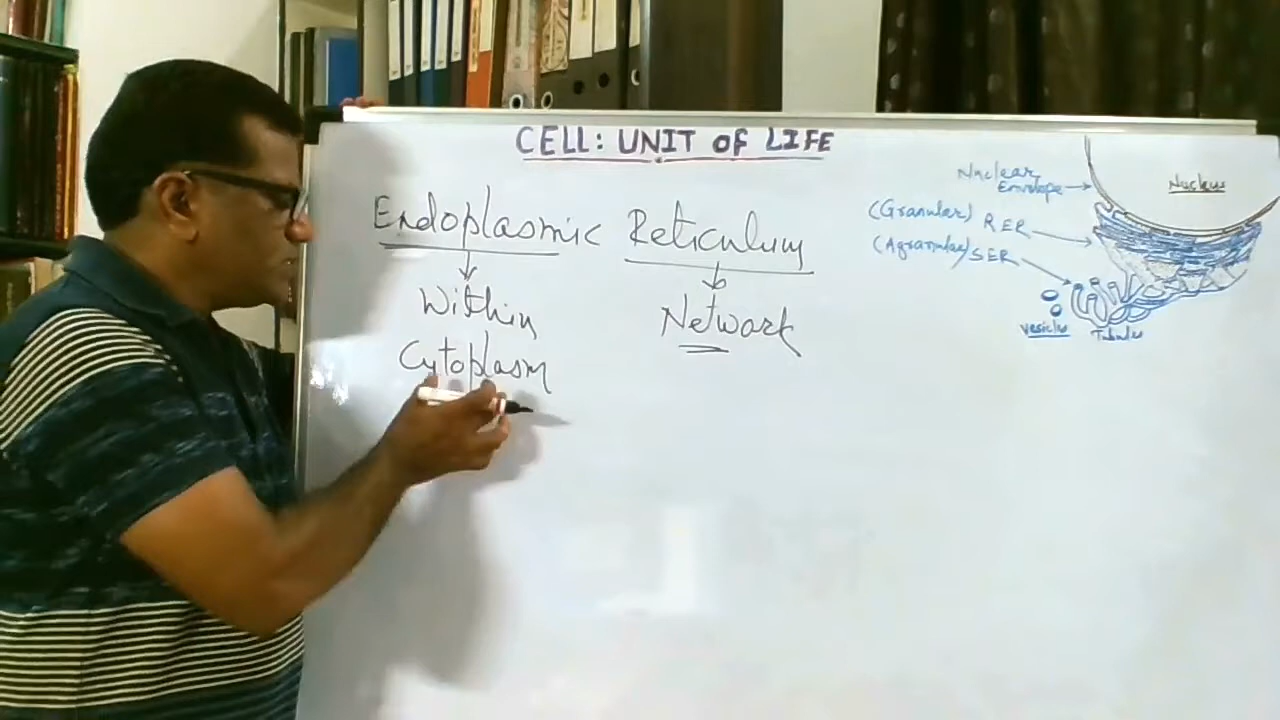 CELL: UNIT OF LIFE
Endoplasmic Reticulum
Within
Cytoplasm
Network
Nuclear
Envelope
Nucleus
(Granular) RER
(Agranular) SER
Vesicles
Tubules